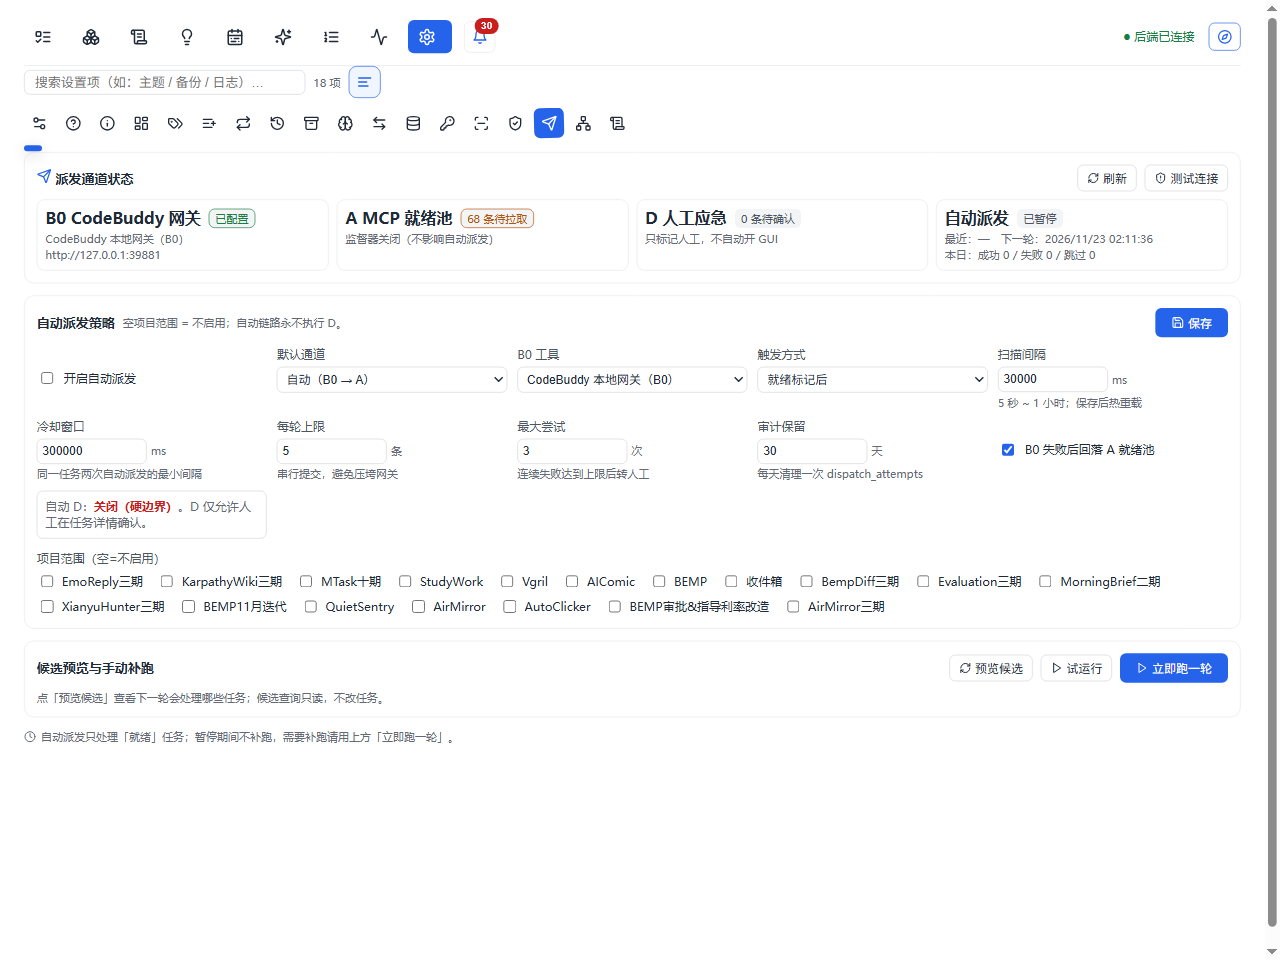 30
后端已连接
搜索设置项（如：主题 / 备份 / 日志）…
18 项
派发通道状态
刷新
测试连接
B0 CodeBuddy 网关 已配置
CodeBuddy 本地网关（B0）
http://127.0.0.1:39881
A MCP 就绪池 68 条待拉取
监督器关闭（不影响自动派发）
D 人工应急 0 条待确认
只标记人工，不自动开 GUI
自动派发 已暂停
最近：— 下一轮：2026/11/23 02:11:36
本日：成功 0 / 失败 0 / 跳过 0
自动派发策略 空项目范围 = 不启用；自动链路永不执行 D。
保存
开启自动派发
默认通道
自动（B0 → A）
B0 工具
CodeBuddy 本地网关（B0）
触发方式
就绪标记后
扫描间隔
30000 ms
5 秒 ~ 1 小时；保存后热重载
冷却窗口
300000 ms
同一任务两次自动派发的最小间隔
每轮上限
5 条
串行提交，避免压垮网关
最大尝试
3 次
连续失败达到上限后转人工
审计保留
30 天
每天清理一次 dispatch_attempts
B0 失败后回落 A 就绪池
自动 D：关闭（硬边界）。D 仅允许人
工在任务详情确认。
项目范围（空=不启用）
EmoReply三期 KarpathyWiki三期 MTask十期 StudyWork Vgril AIComic BEMP 收件箱 BempDiff三期 Evaluation三期 MorningBrief二期
XianyuHunter三期 BEMP11月迭代 QuietSentry AirMirror AutoClicker BEMP审批&指导利率改造 AirMirror三期
候选预览与手动补跑
预览候选
试运行
立即跑一轮
点「预览候选」查看下一轮会处理哪些任务；候选查询只读，不改任务。
自动派发只处理「就绪」任务；暂停期间不补跑，需要补跑请用上方「立即跑一轮」。